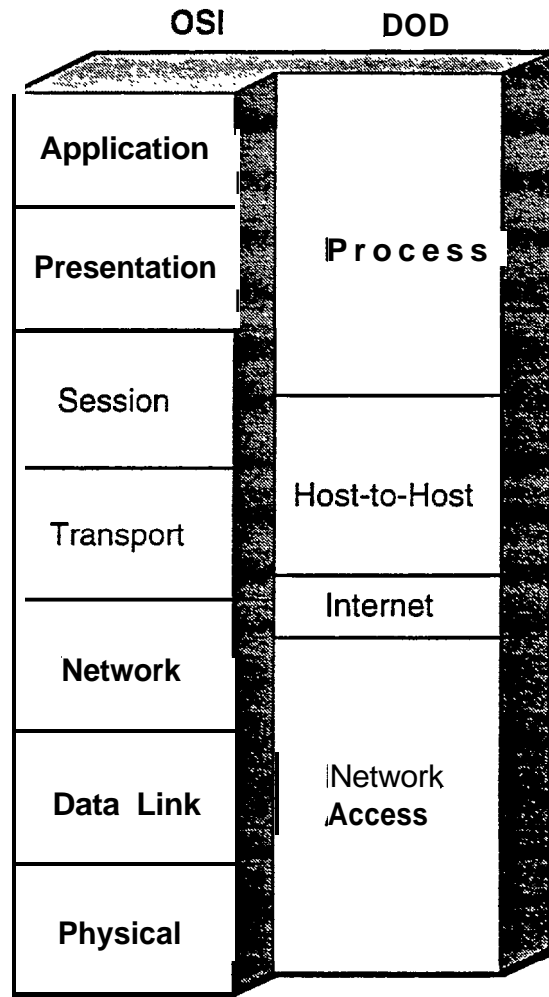 OSI DOD
Application
Presentation
Process
Session
Host-to-Host
Transport
Internet
Network
Network
Access
Data Link
Physical